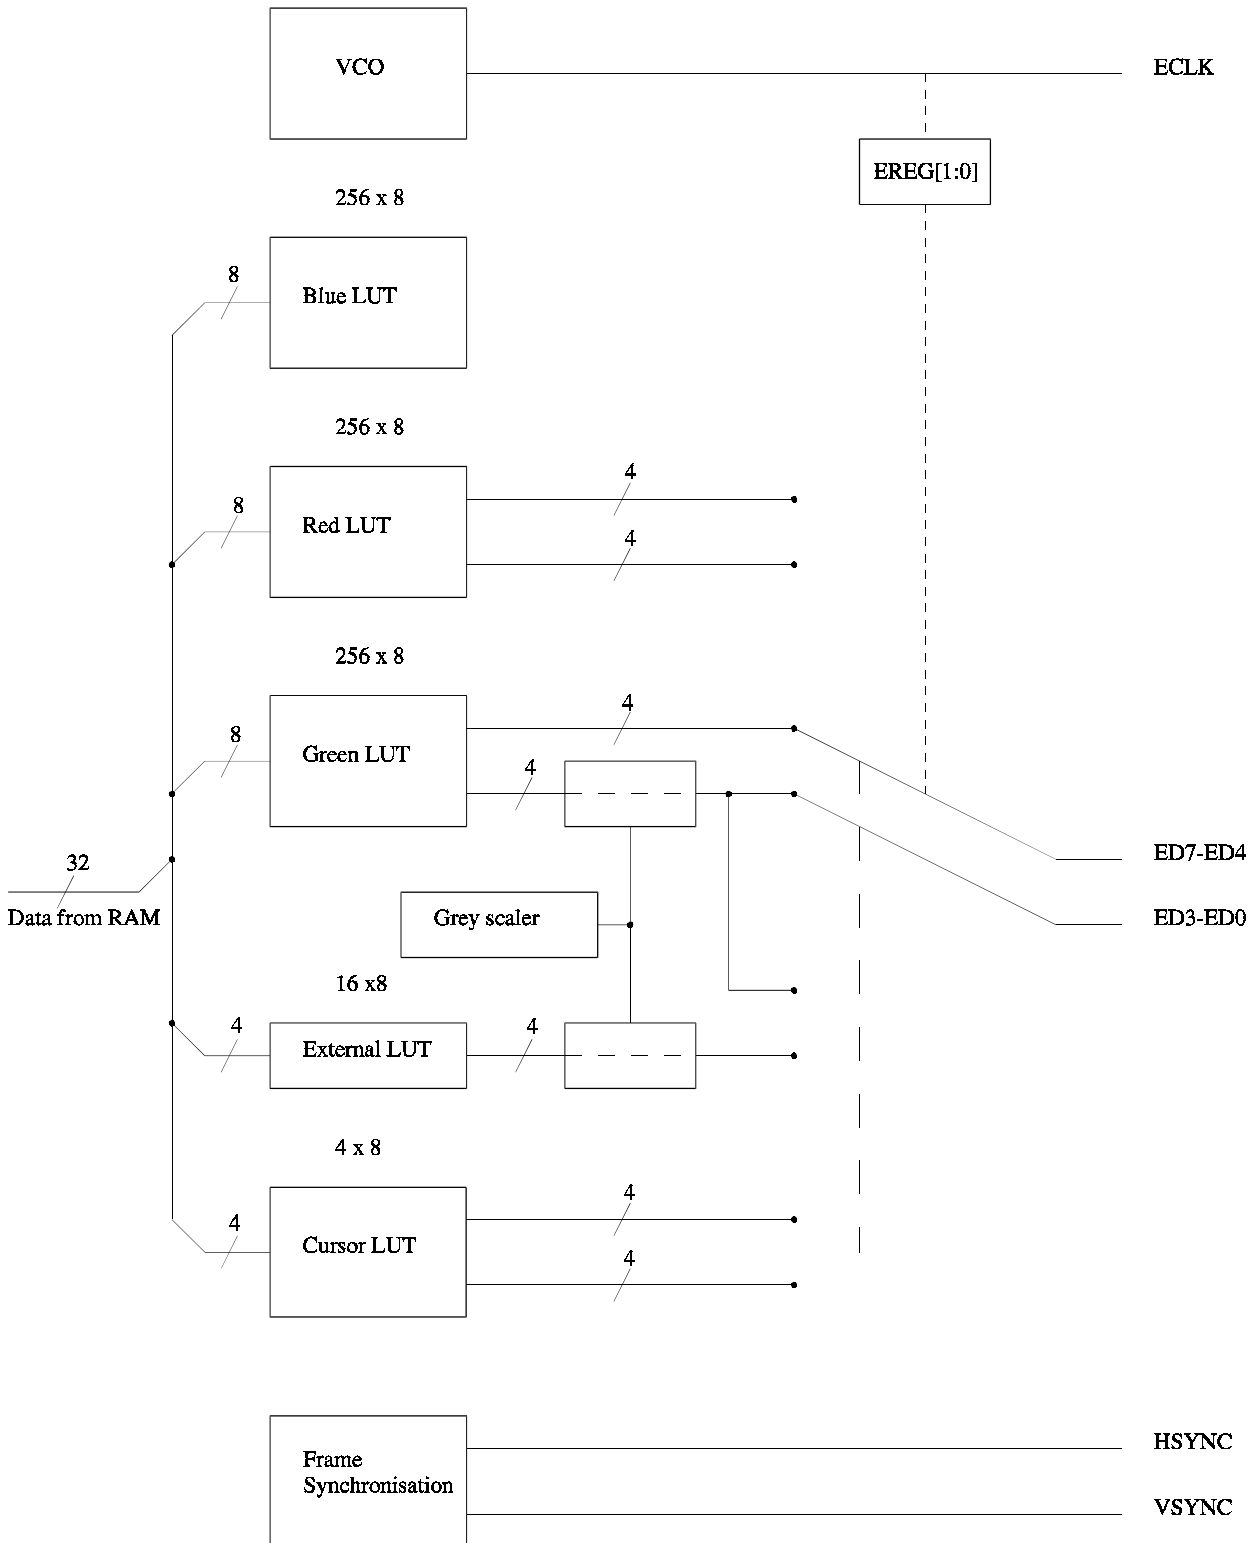 VCO
ECLK
EREG[1:0]
256 x 8
8
Blue LUT
256 x 8
4
8
Red LUT
4
256 x 8
4
8
Green LUT
4
32
ED7-ED4
Data from RAM
Grey scaler
ED3-ED0
16 x8
4
External LUT
4
4 x 8
4
4
Cursor LUT
4
Frame
Synchronisation
HSYNC
VSYNC